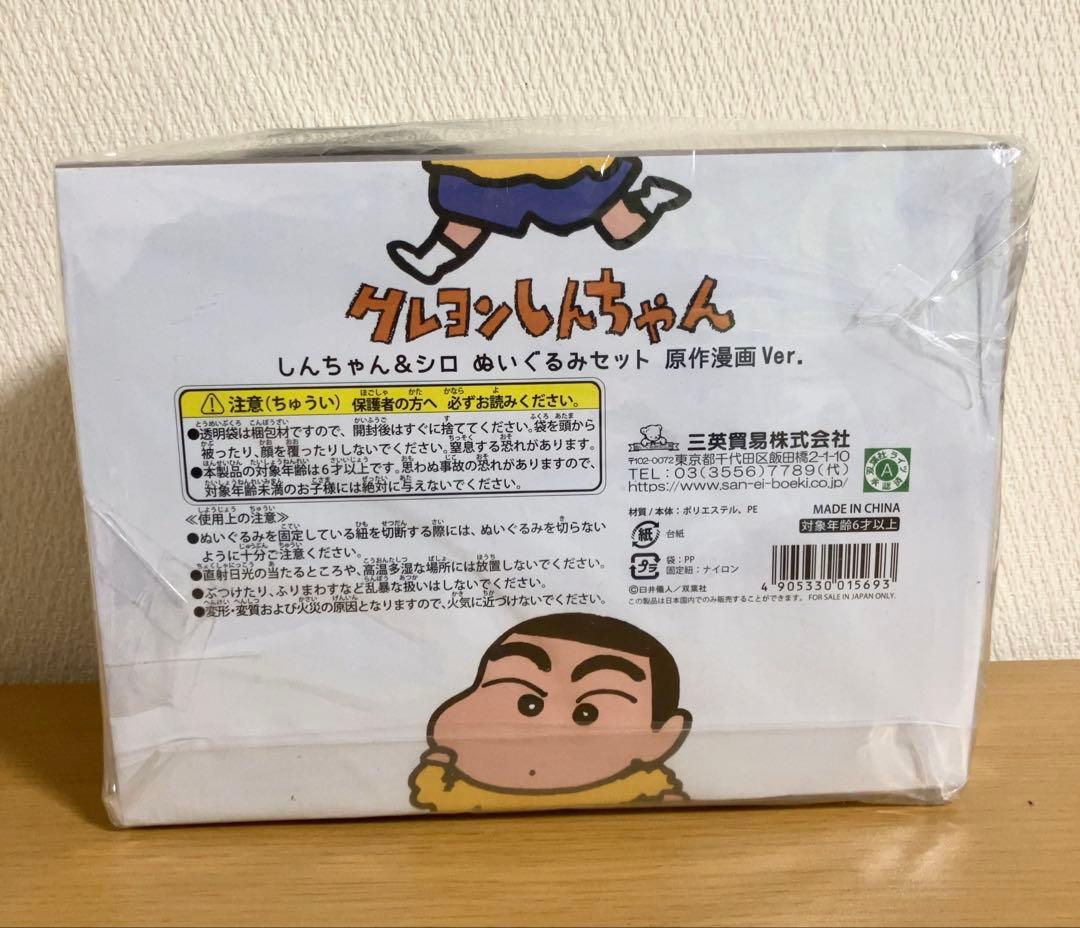 クレヨンしんちゃん
しんちゃん&シロ ぬいぐるみセット 原作漫画Ver.
注意(ちゅうい) 保護者の方へ 必ずお読みください。
●透明袋は梱包材ですので、開封後はすぐに捨ててください。袋を頭から
被ったり、顔を覆ったりしないでください。窒息する恐れがあります。
●本製品の対象年齢は6才以上です。思わぬ事故の恐れがありますので、
対象年齢未満のお子様には絶対に与えないでください。
≪使用上の注意≫
●ぬいぐるみを固定している紐を切断する際には、ぬいぐるみを切らない
ように十分ご注意ください。
●直射日光の当たるところや、高温多湿な場所には放置しないでください。
●ぶつけたり、ふりまわすなど乱暴な扱いはしないでください。
●変形・変質および火災の原因となりますので、火気に近づけないでください。
三英貿易株式会社
〒102-0072東京都千代田区飯田橋2-1-10
TEL:03(3556)7789(代)
https://www.san-ei-boeki.co.jp/
A
材質/本体:ポリエステル、PE
MADE IN CHINA
対象年齢6才以上
紙 台紙
プラ 袋:PP
固定紐:ナイロン
4 905330 015693
©臼井儀人/双葉社
この製品は日本国内でのみ販売することができます。 FOR SALE IN JAPAN ONLY.